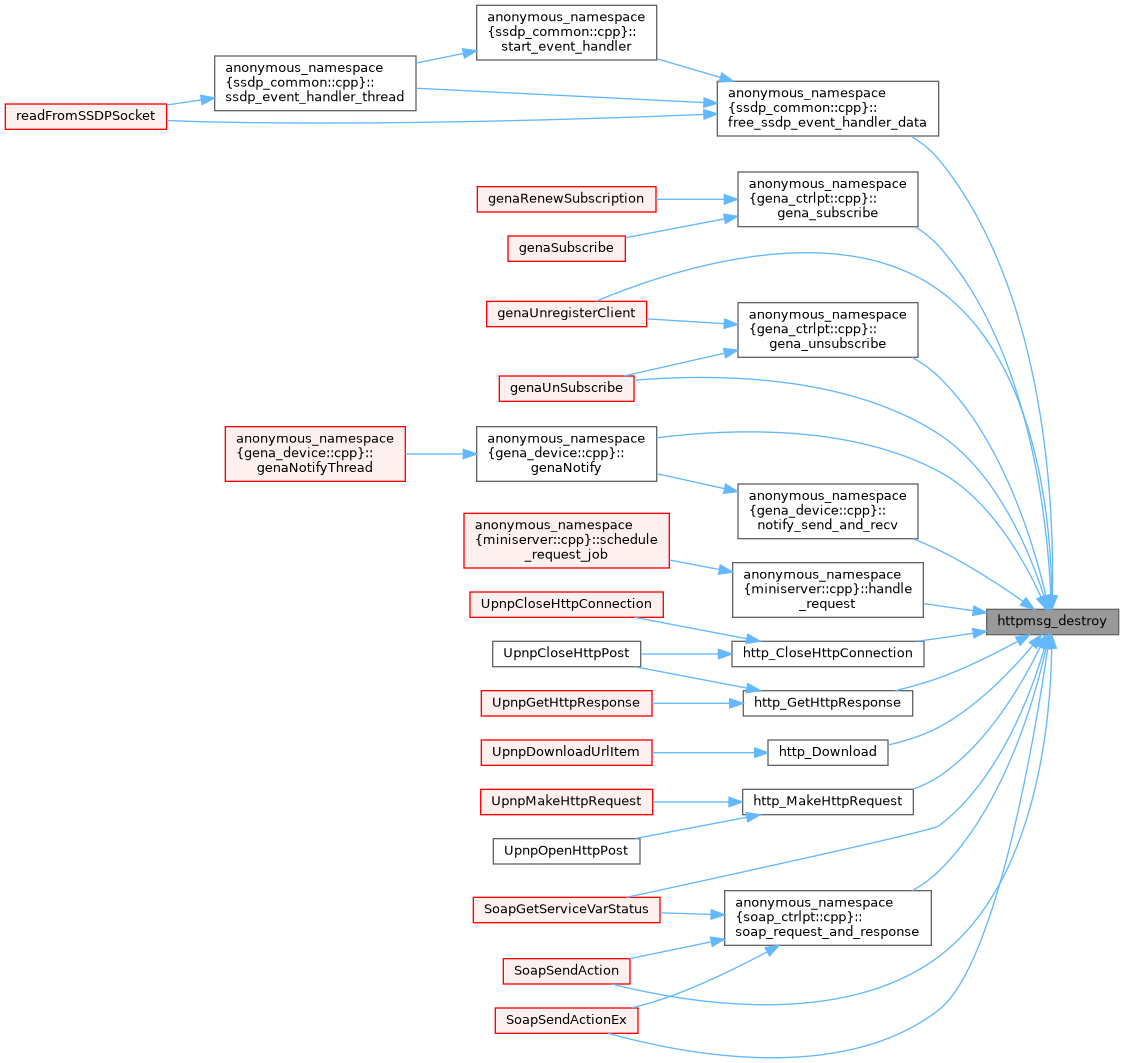 anonymous_namespace
{ssdp_common::cpp}::
start_event_handler
anonymous_namespace
{ssdp_common::cpp}::
ssdp_event_handler_thread
readFromSSDPSocket
anonymous_namespace
{ssdp_common::cpp}::
free_ssdp_event_handler_data
anonymous_namespace
{gena_ctrlpt::cpp}::
gena_subscribe
genaRenewSubscription
genaSubscribe
genaUnregisterClient
anonymous_namespace
{gena_ctrlpt::cpp}::
gena_unsubscribe
genaUnSubscribe
anonymous_namespace
{gena_device::cpp}::
genaNotifyThread
anonymous_namespace
{gena_device::cpp}::
genaNotify
anonymous_namespace
{gena_device::cpp}::
notify_send_and_recv
anonymous_namespace
{miniserver::cpp}::schedule
_request_job
anonymous_namespace
{miniserver::cpp}::handle
_request
httpmsg_destroy
UpnpCloseHttpConnection
UpnpCloseHttpPost
http_CloseHttpConnection
UpnpGetHttpResponse
http_GetHttpResponse
UpnpDownloadUrlItem
http_Download
UpnpMakeHttpRequest
http_MakeHttpRequest
UpnpOpenHttpPost
SoapGetServiceVarStatus
anonymous_namespace
{soap_ctrlpt::cpp}::
soap_request_and_response
SoapSendAction
SoapSendActionEx